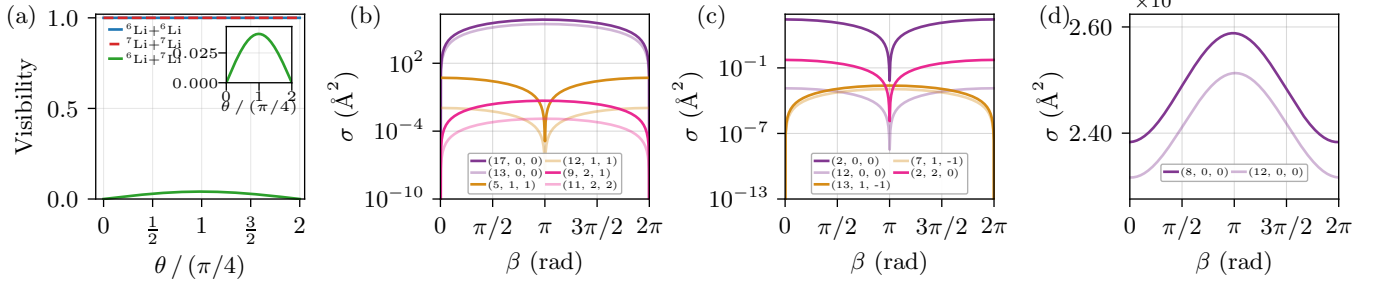 (a)
Visibility
1.0
0.5
0.0
⁶Li+⁶Li
⁷Li+⁷Li
⁶Li+⁷Li
0.025
0.000
0 1 2
θ / (π/4)
0 1/2 1 3/2 2
θ / (π/4)
(b)
σ (Å²)
10²
10⁻⁴
10⁻¹⁰
(17, 0, 0) (12, 1, 1)
(13, 0, 0) (9, 2, 1)
(5, 1, 1) (11, 2, 2)
0 π/2 π 3π/2 2π
β (rad)
(c)
σ (Å²)
10⁻¹
10⁻⁷
10⁻¹³
(2, 0, 0) (7, 1, -1)
(12, 0, 0) (2, 2, 0)
(13, 1, -1)
0 π/2 π 3π/2 2π
β (rad)
(d)
σ (Å²)
2.60
2.40
(8, 0, 0) (12, 0, 0)
0 π/2 π 3π/2 2π
β (rad)